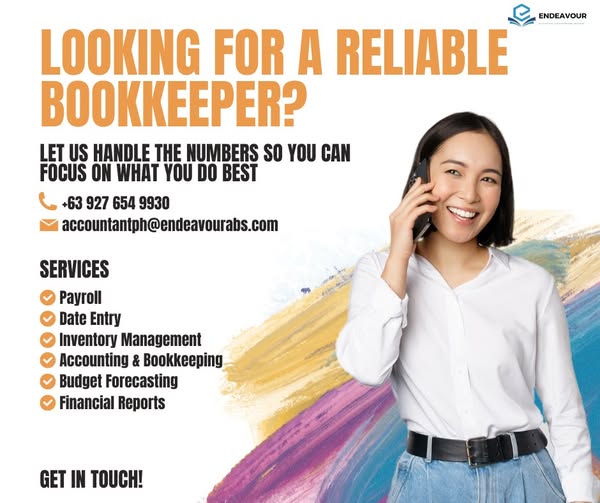 ENDEAVOUR
LOOKING FOR A RELIABLE
BOOKKEEPER?
LET US HANDLE THE NUMBERS SO YOU CAN
FOCUS ON WHAT YOU DO BEST
+63 927 654 9930
accountantph@endeavourabs.com
SERVICES
Payroll
Date Entry
Inventory Management
Accounting & Bookkeeping
Budget Forecasting
Financial Reports
GET IN TOUCH!